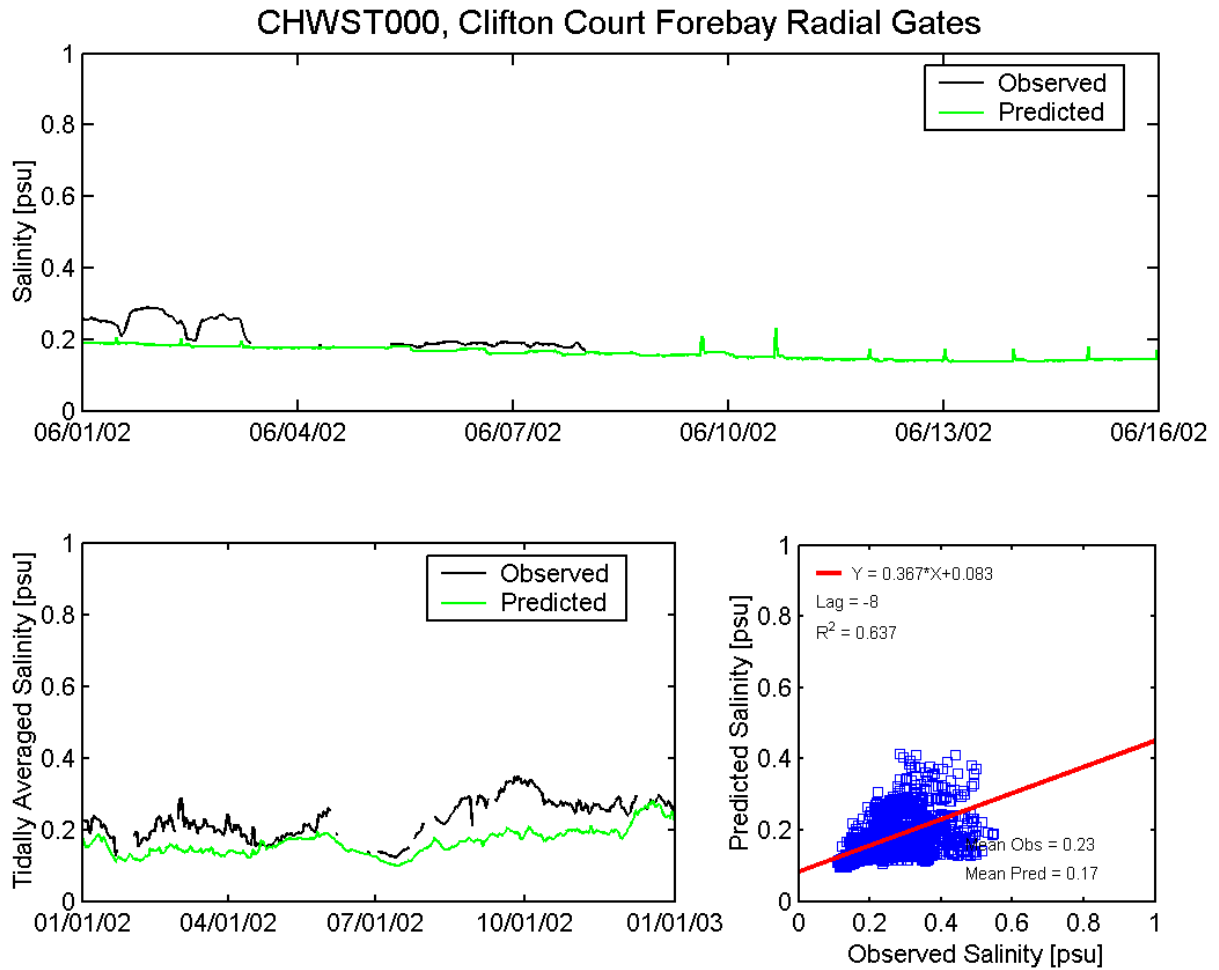 CHWST000, Clifton Court Forebay Radial Gates
1
0.8
0.6
0.4
0.2
0
Salinity [psu]
Observed
Predicted
06/01/02 06/04/02 06/07/02 06/10/02 06/13/02 06/16/02
1
0.8
0.6
0.4
0.2
0
Tidally Averaged Salinity [psu]
Observed
Predicted
01/01/02 04/01/02 07/01/02 10/01/02 01/01/03
1
0.8
0.6
0.4
0.2
0
Predicted Salinity [psu]
Y = 0.367*X+0.083
Lag = -8
R² = 0.637
Mean Obs = 0.23
Mean Pred = 0.17
0 0.2 0.4 0.6 0.8 1
Observed Salinity [psu]